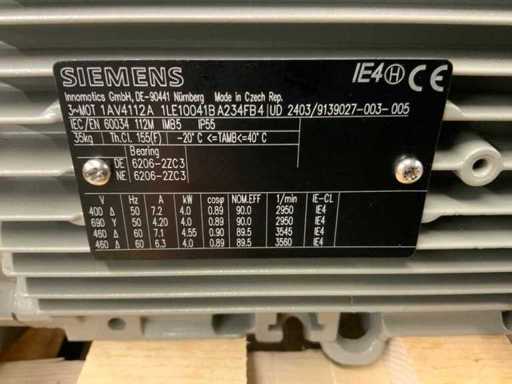 SIEMENS IE4 H CE
Innomotics GmbH, DE-90441 Nürnberg Made in Czech Rep.
3~MOT 1AV4112A 1LE10041BA234FB4 UD 2403/9139027-003-005
IEC/EN 60034 112M IMB5 IP55
35kg Th.CL 155(F) -20°C <=TAMB<=40°C
Bearing
DE 6206-2ZC3
NE 6206-2ZC3
V Hz A kW cosφ NOM.EFF 1/min IE-CL
400 Δ 50 7.2 4.0 0.89 90.0 2950 IE4
690 Y 50 4.20 4.0 0.89 90.0 2950 IE4
460 Δ 60 7.1 4.55 0.90 89.5 3545 IE4
460 Δ 60 6.3 4.0 0.89 89.5 3560 IE4